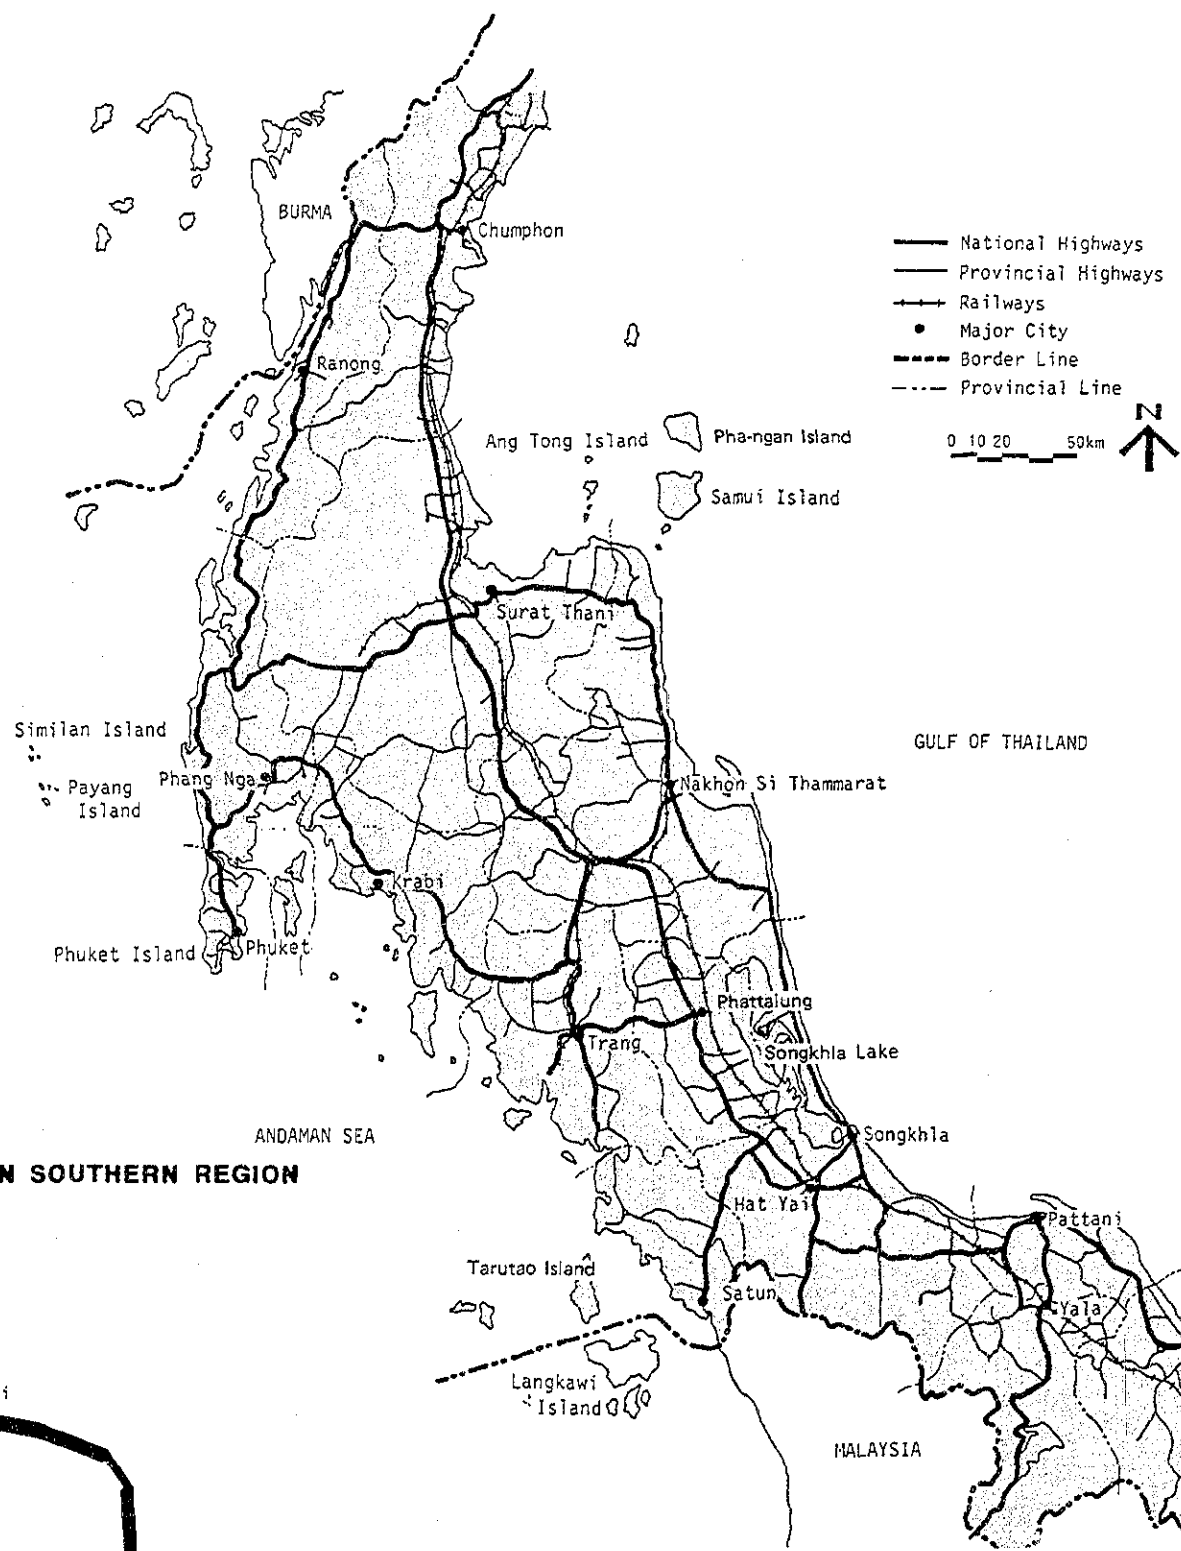 BURMA
Chumphon
National Highways
Provincial Highways
Railways
Major City
Border Line
Provincial Line
N
0 10 20 50km
Ranong
Ang Tong Island
Pha-ngan Island
Samui Island
Surat Thani
Similan Island
GULF OF THAILAND
Phang Nga
Payang
Island
Nakhon Si Thammarat
Krabi
Phuket Island
Phuket
Phattalung
Trang
Songkhla Lake
ANDAMAN SEA
Songkhla
N SOUTHERN REGION
Hat Yai
Pattani
Tarutao Island
Satun
Yala
Langkawi
Island
i
MALAYSIA